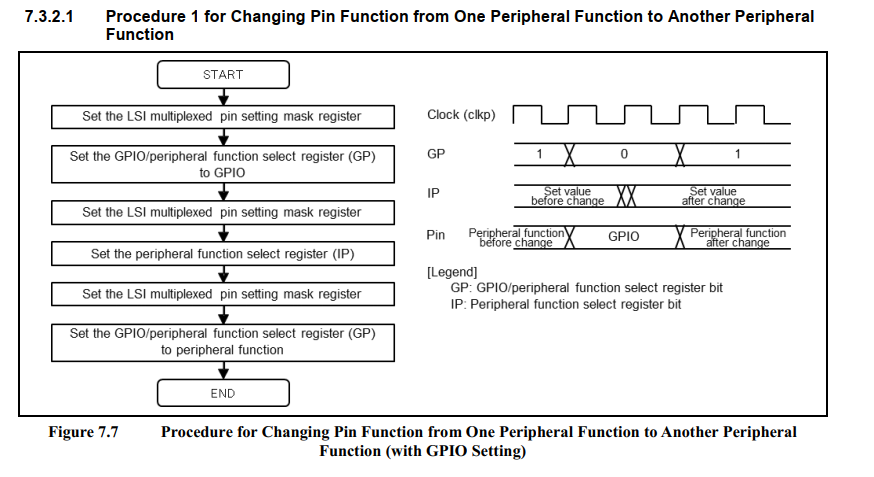 7.3.2.1 Procedure 1 for Changing Pin Function from One Peripheral Function to Another Peripheral
Function
START
Set the LSI multiplexed pin setting mask register
Set the GPIO/peripheral function select register (GP)
to GPIO
Set the LSI multiplexed pin setting mask register
Set the peripheral function select register (IP)
Set the LSI multiplexed pin setting mask register
Set the GPIO/peripheral function select register (GP)
to peripheral function
END
Clock (clkp)
GP 1 0 1
IP Set value Set value
before change after change
Pin Peripheral function GPIO Peripheral function
before change after change
[Legend]
GP: GPIO/peripheral function select register bit
IP: Peripheral function select register bit
Figure 7.7 Procedure for Changing Pin Function from One Peripheral Function to Another Peripheral
Function (with GPIO Setting)